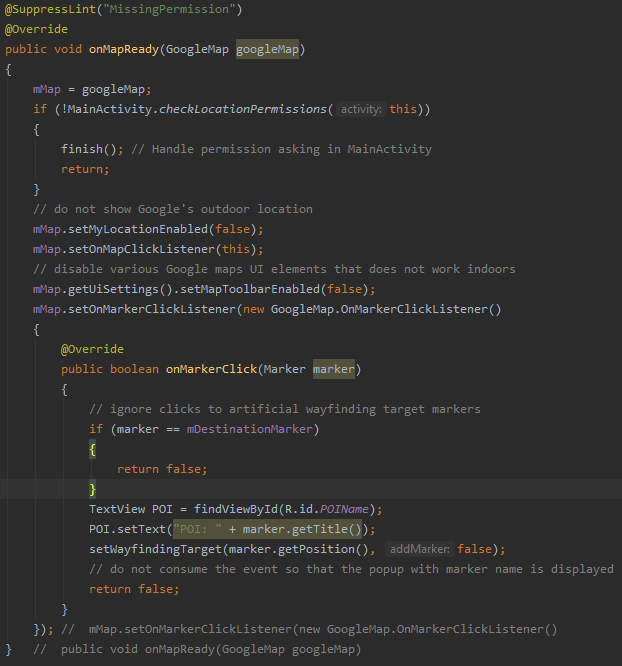 @SuppressLint("MissingPermission")
@Override
public void onMapReady(GoogleMap googleMap)
{
    mMap = googleMap;
    if (!MainActivity.checkLocationPermissions( activity: this))
    {
        finish(); // Handle permission asking in MainActivity
        return;
    }
    // do not show Google's outdoor location
    mMap.setMyLocationEnabled(false);
    mMap.setOnMapClickListener(this);
    // disable various Google maps UI elements that does not work indoors
    mMap.getUiSettings().setMapToolbarEnabled(false);
    mMap.setOnMarkerClickListener(new GoogleMap.OnMarkerClickListener()
    {
        @Override
        public boolean onMarkerClick(Marker marker)
        {
            // ignore clicks to artificial wayfinding target markers
            if (marker == mDestinationMarker)
            {
                return false;
            }
            TextView POI = findViewById(R.id.POIName);
            POI.setText("POI: " + marker.getTitle());
            setWayfindingTarget(marker.getPosition(), addMarker: false);
            // do not consume the event so that the popup with marker name is displayed
            return false;
        }
    }); //  mMap.setOnMarkerClickListener(new GoogleMap.OnMarkerClickListener()
}   //  public void onMapReady(GoogleMap googleMap)